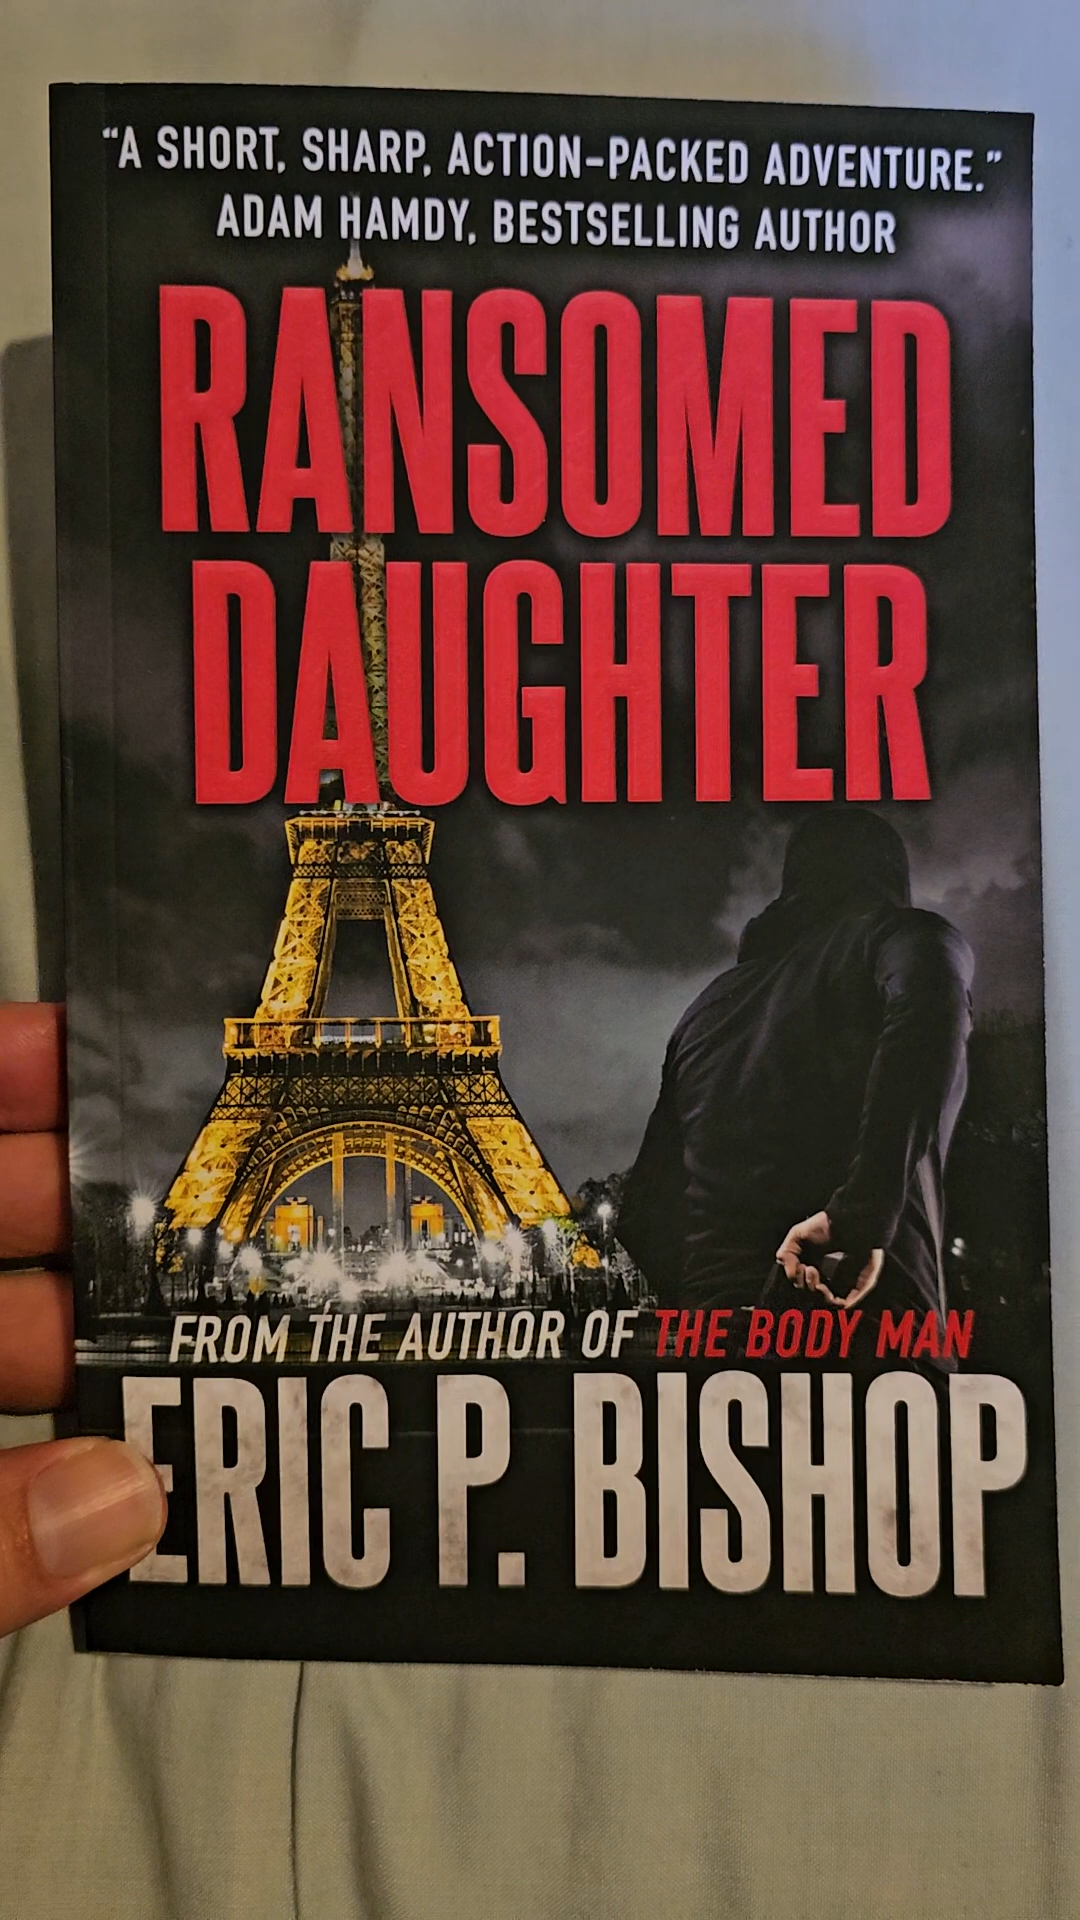 “A SHORT, SHARP, ACTION-PACKED ADVENTURE.”
ADAM HAMDY, BESTSELLING AUTHOR
RANSOMED
DAUGHTER
FROM THE AUTHOR OF THE BODY MAN
ERIC P. BISHOP